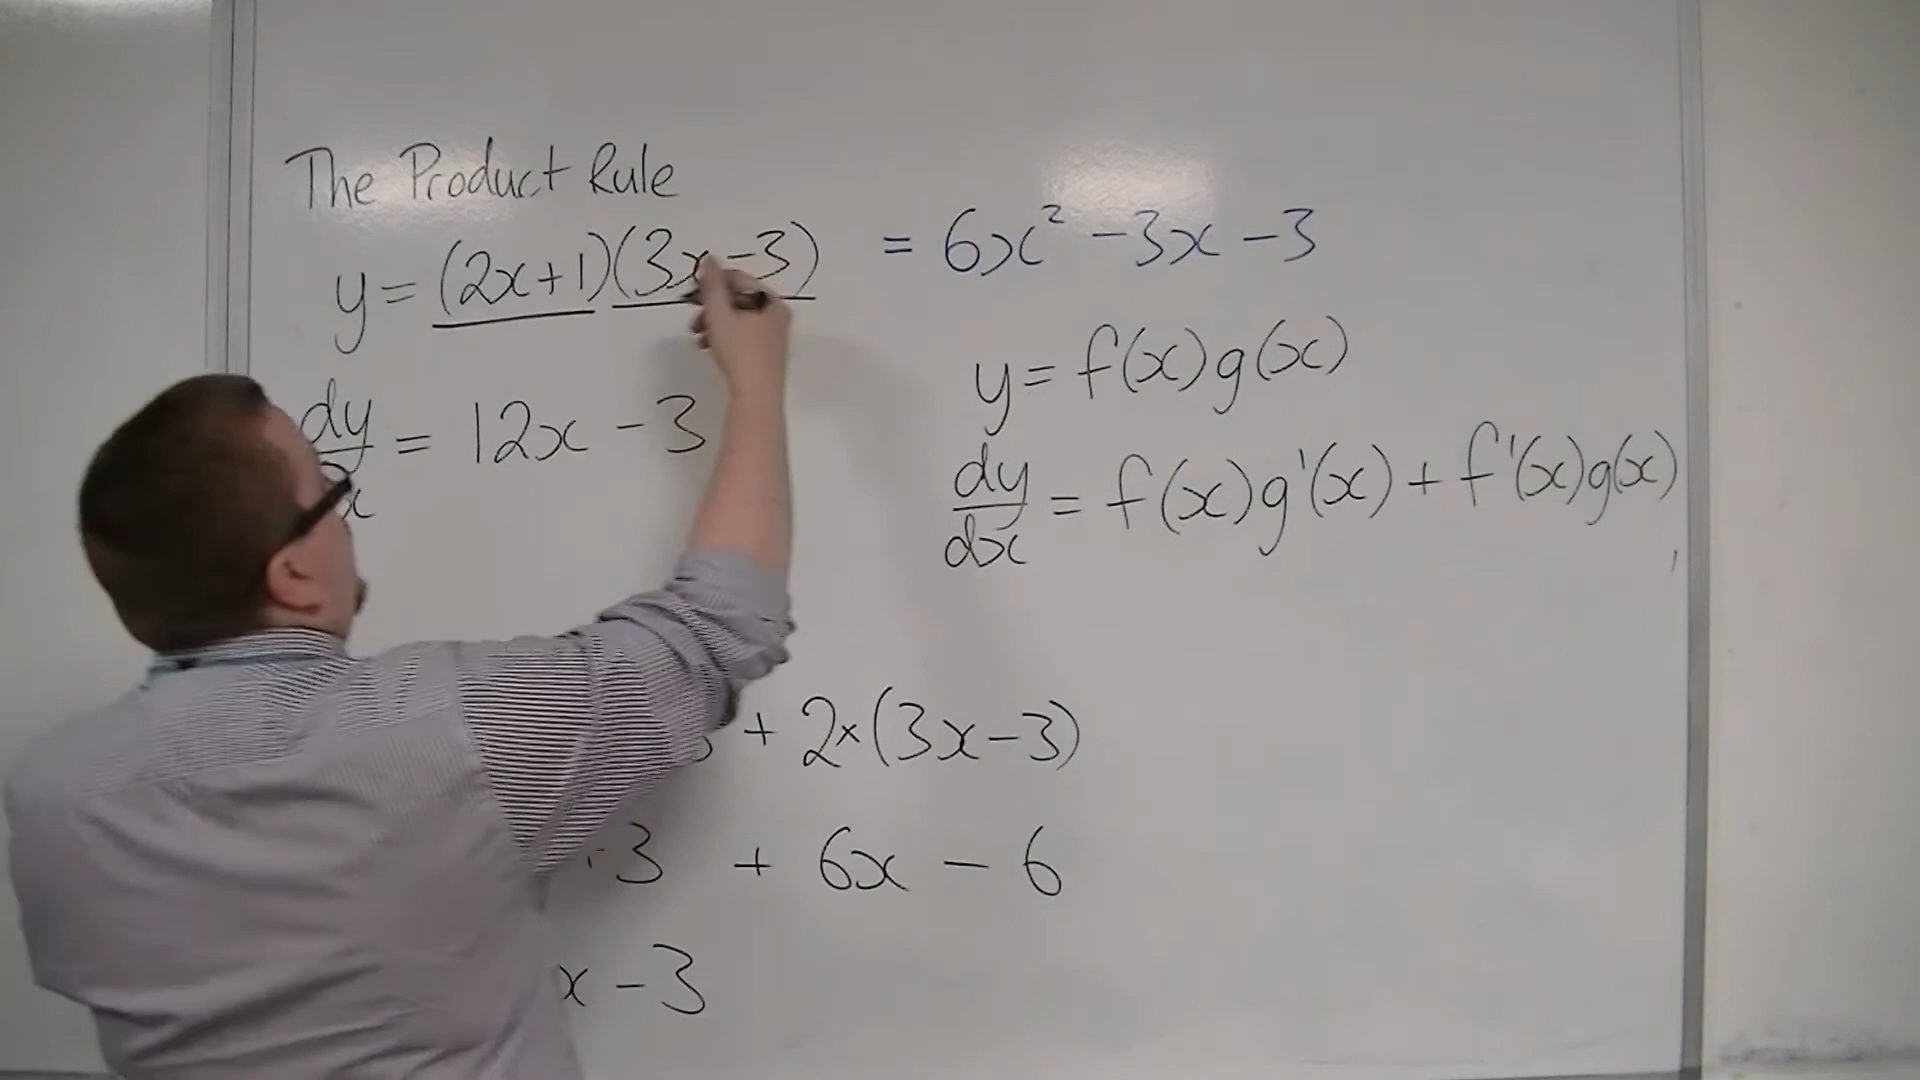 The Product Rule
y = (2x+1)(3x-3) = 6x² - 3x - 3
y = f(x)g(x)
dy/dx = 12x - 3
dy/dx = f(x)g'(x) + f'(x)g(x)
+ 2×(3x-3)
+3 + 6x - 6
x - 3